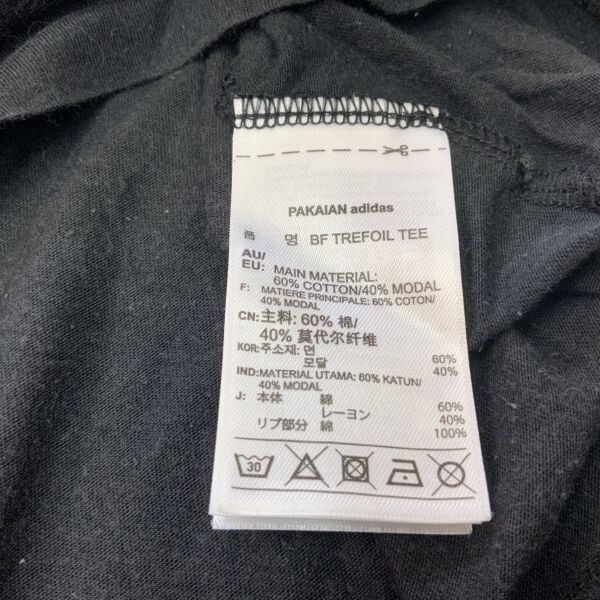 PAKAIAN adidas
품 명 BF TREFOIL TEE
AU/
EU: MAIN MATERIAL:
60% COTTON/40% MODAL
F: MATIERE PRINCIPALE: 60% COTON/
40% MODAL
CN:主料: 60% 棉/
40% 莫代尔纤维
KOR:주소재: 면 60%
모달 40%
IND:MATERIAL UTAMA: 60% KATUN/
40% MODAL
J: 本体 綿 60%
レーヨン 40%
リブ部分 綿 100%
30